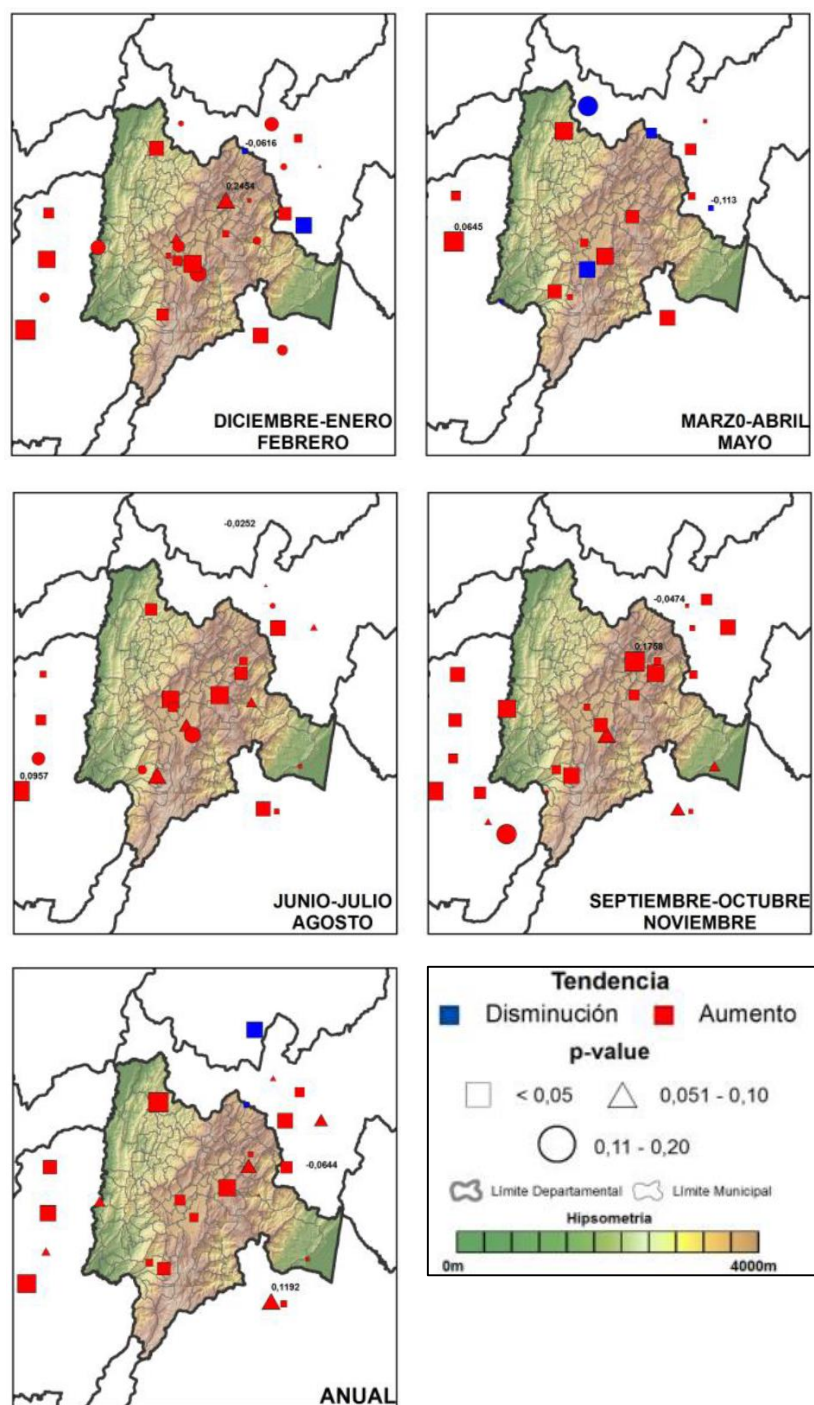 -0,0616
0,2454
DICIEMBRE-ENERO
FEBRERO
-0,113
0,0645
MARZ0-ABRIL
MAYO
-0,0252
0,0957
JUNIO-JULIO
AGOSTO
-0,0474
0,1758
SEPTIEMBRE-OCTUBRE
NOVIEMBRE
-0,0644
0,1192
ANUAL
Tendencia
Disminución Aumento
p-value
< 0,05 0,051 - 0,10
0,11 - 0,20
Límite Departamental Límite Municipal
Hipsometría
0m 4000m